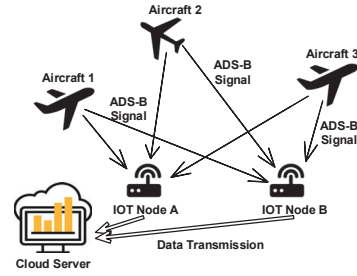 Aircraft 2
Aircraft 1
Aircraft 3
ADS-B
Signal
ADS-B
Signal
ADS-B
Signal
IOT Node A
IOT Node B
Data Transmission
Cloud Server